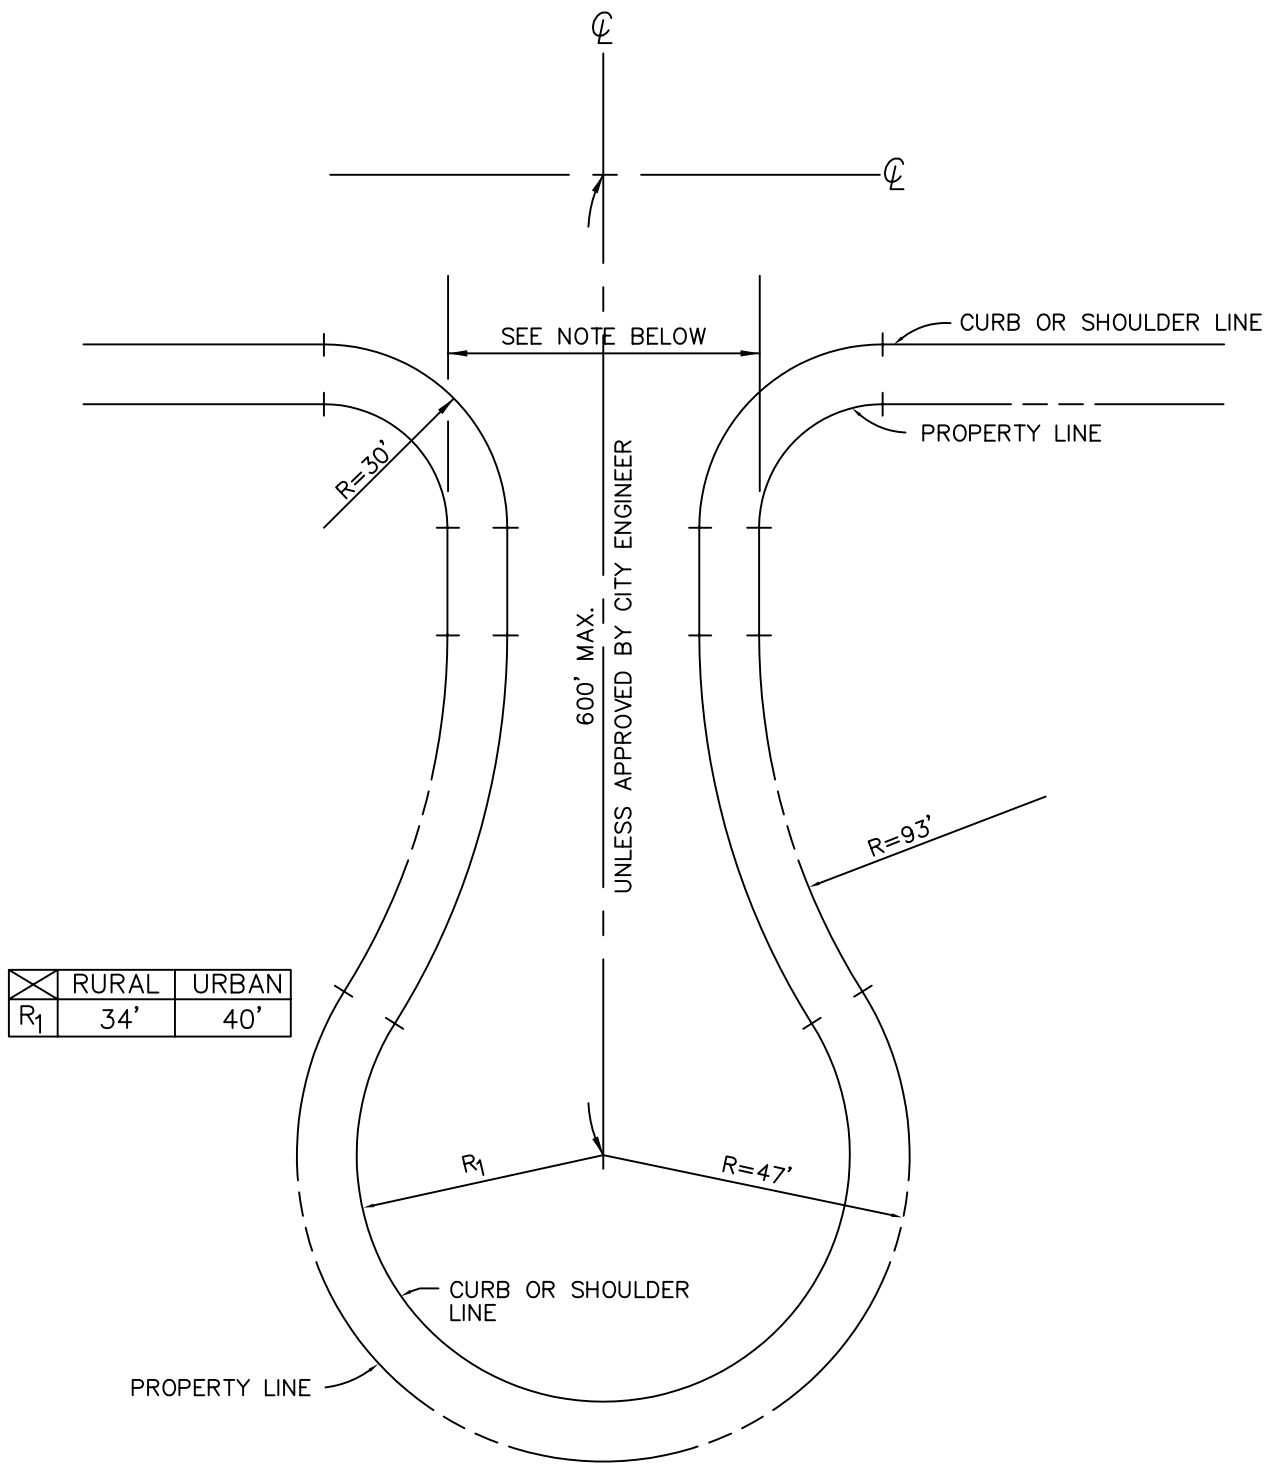 ℄
℄
SEE NOTE BELOW
CURB OR SHOULDER LINE
PROPERTY LINE
R=30'
600' MAX.
UNLESS APPROVED BY CITY ENGINEER
R=93'
RURAL URBAN
R1 34' 40'
R1
R=47'
CURB OR SHOULDER
LINE
PROPERTY LINE